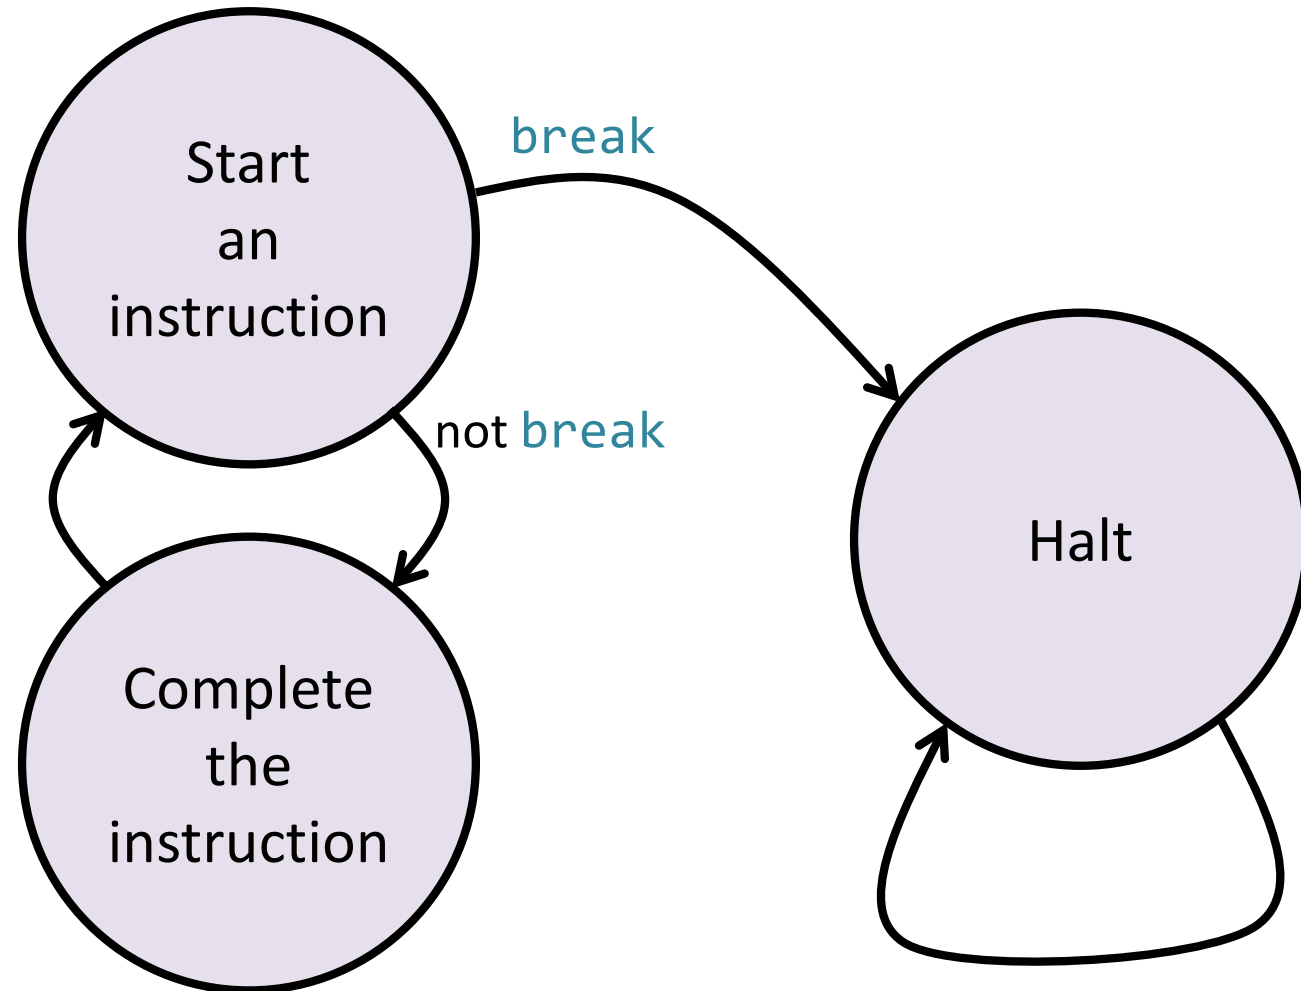 Start
an
instruction
break
not break
Halt
Complete
the
instruction